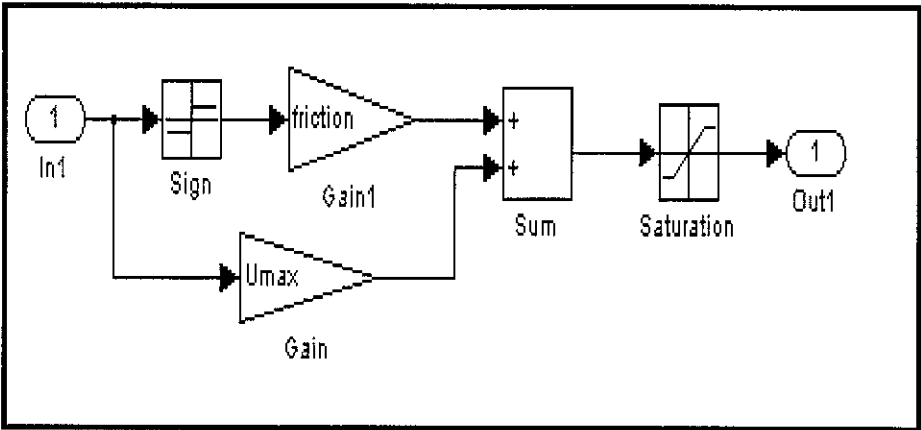 1
In1
Sign
friction
Gain1
+
+
Sum
Saturation
1
Out1
Umax
Gain